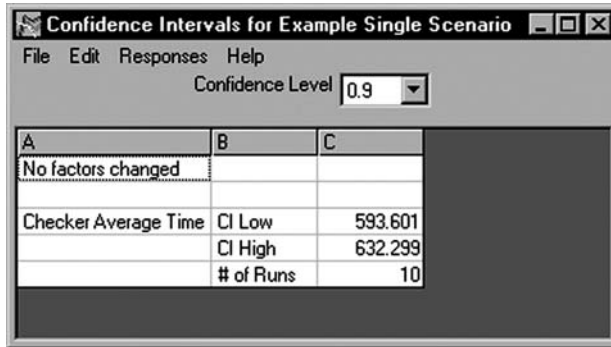 Confidence Intervals for Example Single Scenario
File Edit Responses Help
Confidence Level 0.9
A B C
No factors changed
Checker Average Time CI Low 593.601
CI High 632.299
# of Runs 10